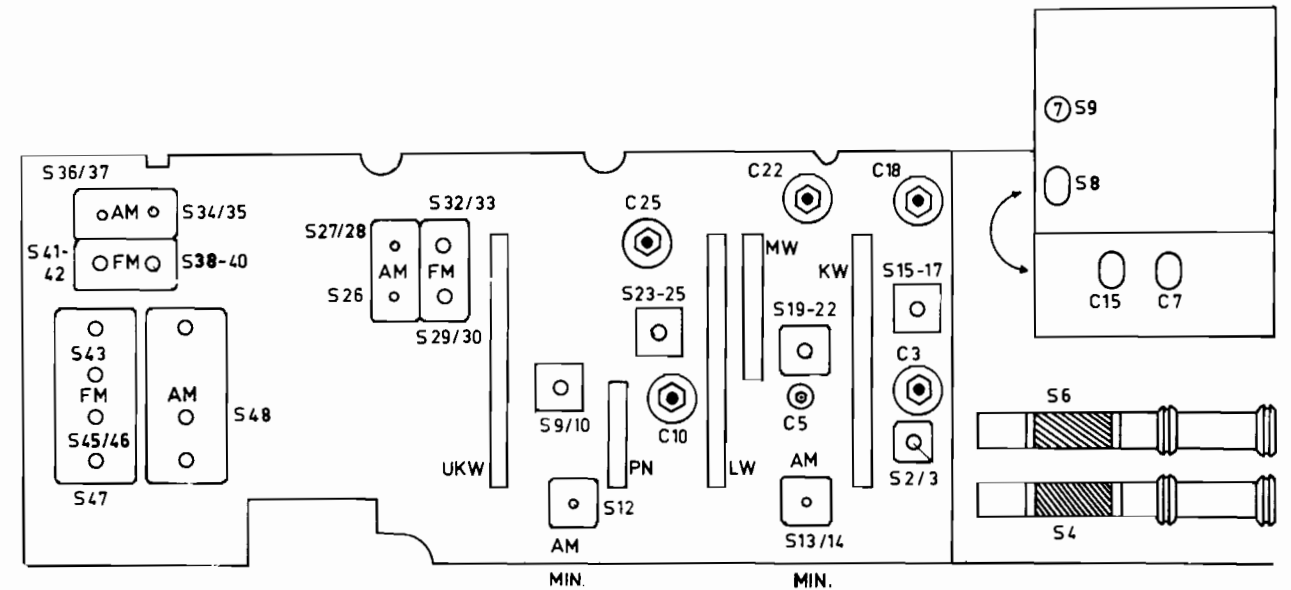 7 S9
S36/37
C22
C18
S8
AM
S34/35
S32/33
C25
S27/28
S41-
42
FM
S38-40
AM
FM
MW
KW
S15-17
S26
S23-25
S19-22
C15
C7
S29/30
S43
FM
AM
S45/46
S48
S47
S9/10
C10
C5
C3
S6
UKW
PN
LW
AM
S2/3
S12
S13/14
S4
AM
MIN.
MIN.